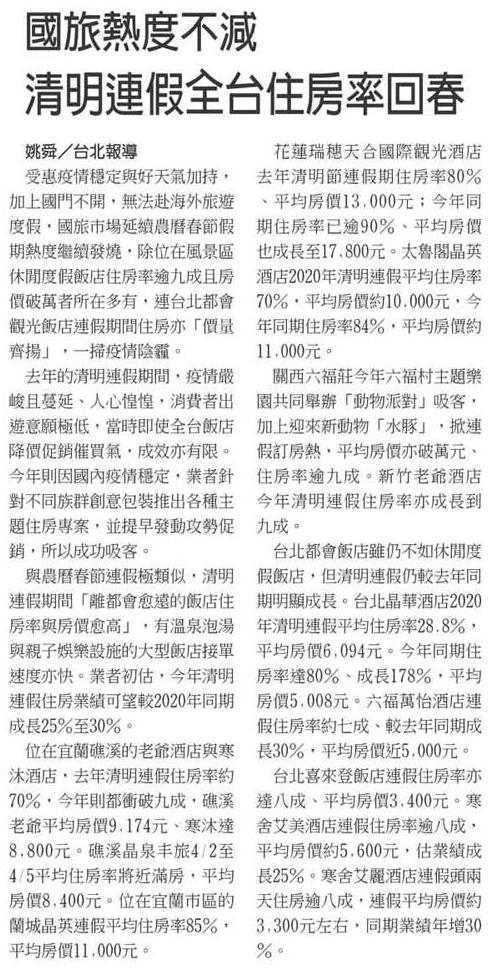 國旅熱度不減
清明連假全台住房率回春
姚舜／台北報導
受惠疫情穩定與好天氣加持，
加上國門不開，無法赴海外旅遊
度假，國旅市場延續農曆春節假
期熱度繼續發燒，除位在風景區
休閒度假飯店住房率逾九成且房
價破萬者所在多有，連台北都會
觀光飯店連假期間住房亦「價量
齊揚」，一掃疫情陰霾。
去年的清明連假期間，疫情嚴
峻且蔓延、人心惶惶，消費者出
遊意願極低，當時即使全台飯店
降價促銷催買氣，成效亦有限。
今年則因國內疫情穩定，業者針
對不同族群創意包裝推出各種主
題住房專案，並提早發動攻勢促
銷，所以成功吸客。
與農曆春節連假極類似，清明
連假期間「離都會愈遠的飯店住
房率與房價愈高」，有溫泉泡湯
與親子娛樂設施的大型飯店接單
速度亦快。業者初估，今年清明
連假住房業績可望較2020年同期
成長25%至30%。
位在宜蘭礁溪的老爺酒店與寒
沐酒店，去年清明連假住房率約
70%，今年則都衝破九成，礁溪
老爺平均房價9,174元、寒沐達
8,800元。礁溪晶泉丰旅4/2至
4/5平均住房率將近滿房，平均
房價8,400元。位在宜蘭市區的
蘭城晶英連假平均住房率85%，
平均房價11,000元。
花蓮瑞穗天合國際觀光酒店
去年清明節連假期住房率80%
、平均房價13,000元；今年同
期住房率已逾90%、平均房價
也成長至17,800元。太魯閣晶英
酒店2020年清明連假平均住房率
70%，平均房價約10,000元，今
年同期住房率84%，平均房價約
11,000元。
關西六福莊今年六福村主題樂
園共同舉辦「動物派對」吸客，
加上迎來新動物「水豚」，掀連
假訂房熱，平均房價亦破萬元、
住房率逾九成。新竹老爺酒店
今年清明連假住房率亦成長到
九成。
台北都會飯店雖仍不如休閒度
假飯店，但清明連假仍較去年同
期明顯成長。台北晶華酒店2020
年清明連假平均住房率28.8%，
平均房價6,094元。今年同期住
房率達80%、成長178%，平均
房價5,008元。六福萬怡酒店連
假住房率約七成、較去年同期成
長30%，平均房價近5,000元。
台北喜來登飯店連假住房率亦
達八成、平均房價3,400元。寒
舍艾美酒店連假住房率逾八成，
平均房價約5,600元，估業績成
長25%。寒舍艾麗酒店連假頭兩
天住房逾八成，連假平均房價約
3,300元左右，同期業績年增30
%。